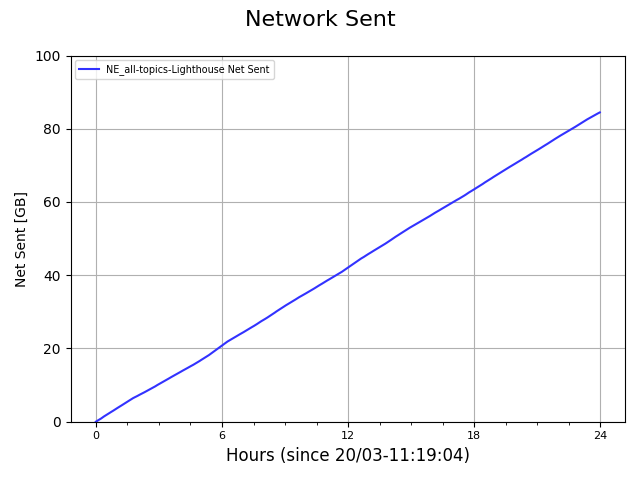 Network Sent
NE_all-topics-Lighthouse Net Sent
Net Sent [GB]
100
80
60
40
20
0
0 6 12 18 24
Hours (since 20/03-11:19:04)